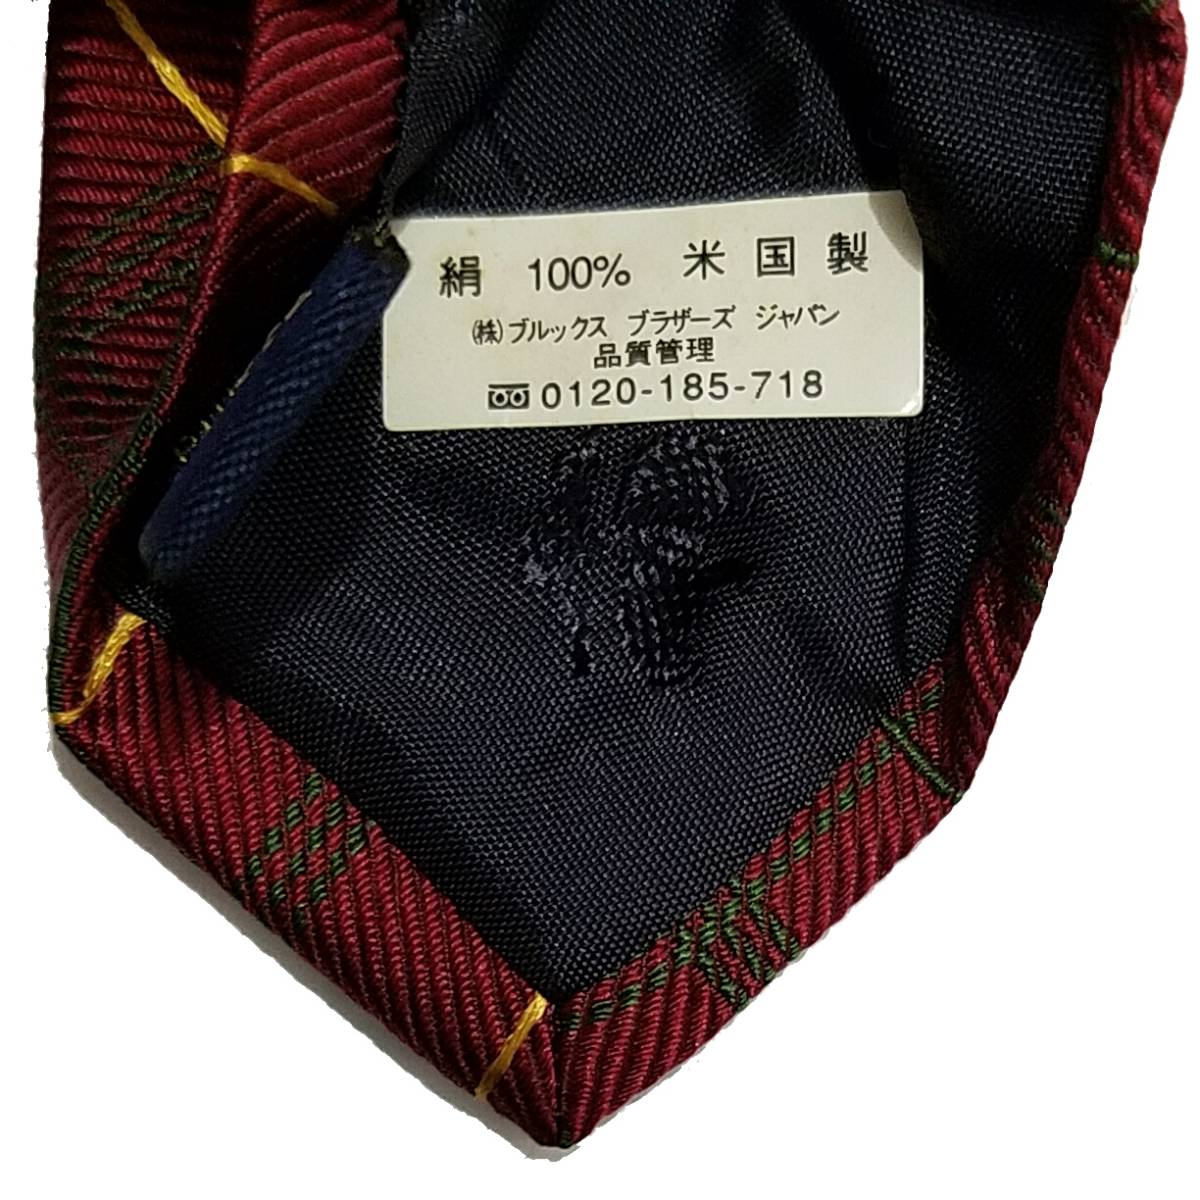 絹 100% 米国製
㈱ブルックス ブラザーズ ジャパン
品質管理
0120-185-718